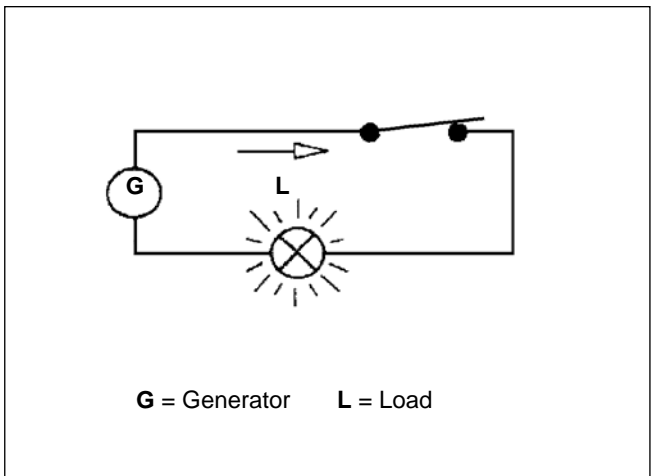 G
L
G = Generator L = Load